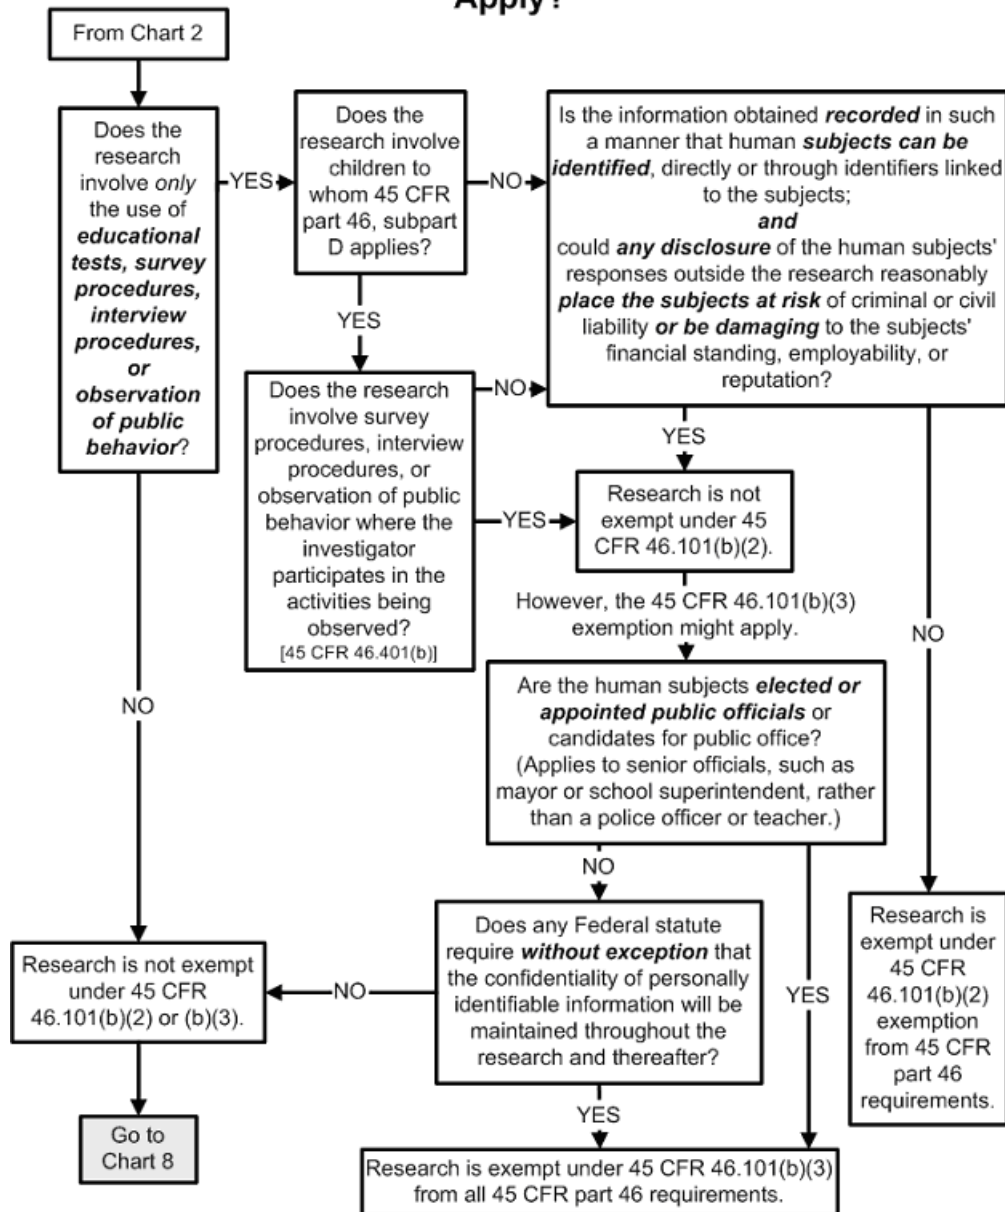 Apply?
From Chart 2
Does the
research
involve only
the use of
educational
tests, survey
procedures,
interview
procedures,
or
observation
of public
behavior?
YES
Does the
research involve
children to
whom 45 CFR
part 46, subpart
D applies?
NO
Is the information obtained recorded in such
a manner that human subjects can be
identified, directly or through identifiers linked
to the subjects;
and
could any disclosure of the human subjects'
responses outside the research reasonably
place the subjects at risk of criminal or civil
liability or be damaging to the subjects'
financial standing, employability, or
reputation?
YES
Does the research
involve survey
procedures, interview
procedures, or
observation of public
behavior where the
investigator
participates in the
activities being
observed?
[45 CFR 46.401(b)]
NO
YES
YES
Research is not
exempt under 45
CFR 46.101(b)(2).
However, the 45 CFR 46.101(b)(3)
exemption might apply.
NO
NO
Are the human subjects elected or
appointed public officials or
candidates for public office?
(Applies to senior officials, such as
mayor or school superintendent, rather
than a police officer or teacher.)
NO
YES
Does any Federal statute
require without exception that
the confidentiality of personally
identifiable information will be
maintained throughout the
research and thereafter?
NO
Research is not exempt
under 45 CFR
46.101(b)(2) or (b)(3).
Research is
exempt under
45 CFR
46.101(b)(2)
exemption
from 45 CFR
part 46
requirements.
YES
Go to
Chart 8
Research is exempt under 45 CFR 46.101(b)(3)
from all 45 CFR part 46 requirements.